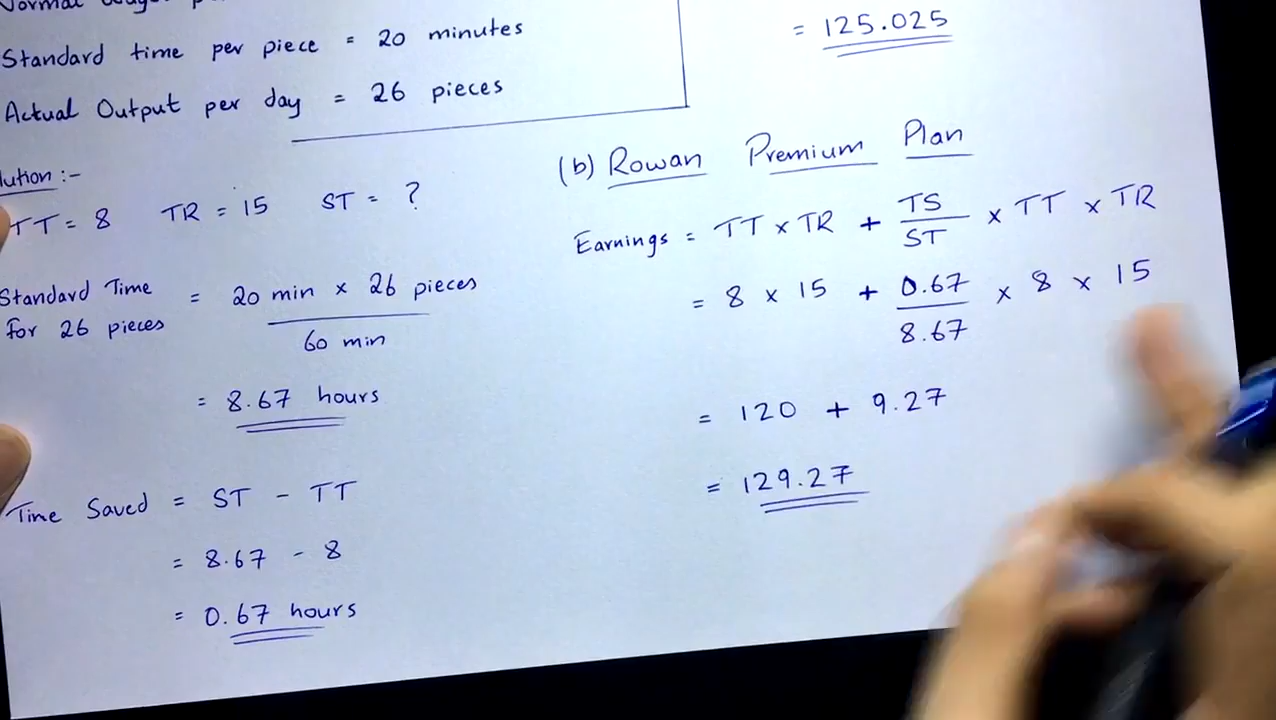 Normal
Standard time per piece = 20 minutes
Actual Output per day = 26 pieces
lution :-
TT = 8 TR = 15 ST = ?
Standard Time for 26 pieces = 20 min × 26 pieces
60 min
= 8.67 hours
Time Saved = ST - TT
= 8.67 - 8
= 0.67 hours
= 125.025
(b) Rowan Premium Plan
Earnings = TT × TR + TS/ST × TT × TR
= 8 × 15 + 0.67/8.67 × 8 × 15
= 120 + 9.27
= 129.27